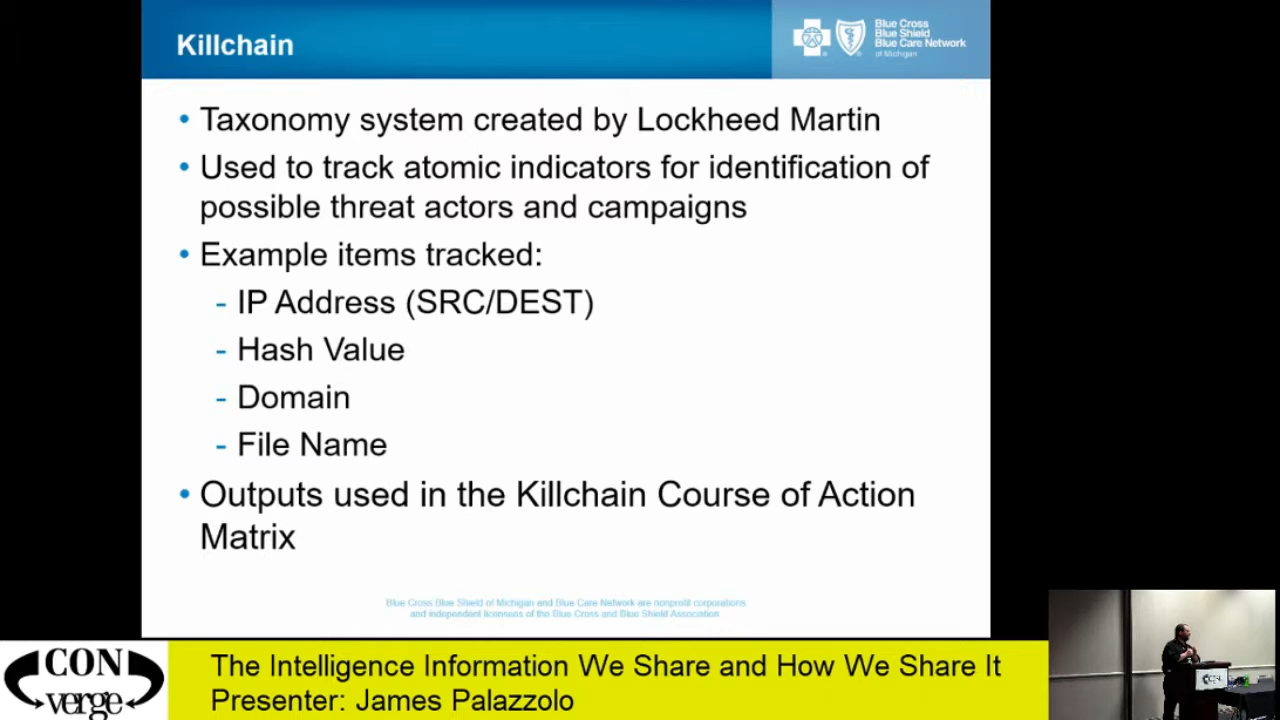 Killchain
Blue Cross
Blue Shield
Blue Care Network
of Michigan
• Taxonomy system created by Lockheed Martin
• Used to track atomic indicators for identification of
possible threat actors and campaigns
• Example items tracked:
- IP Address (SRC/DEST)
- Hash Value
- Domain
- File Name
• Outputs used in the Killchain Course of Action
Matrix
Blue Cross Blue Shield of Michigan and Blue Care Network are nonprofit corporations
and independent licensees of the Blue Cross and Blue Shield Association
CON
verge
The Intelligence Information We Share and How We Share It
Presenter: James Palazzolo